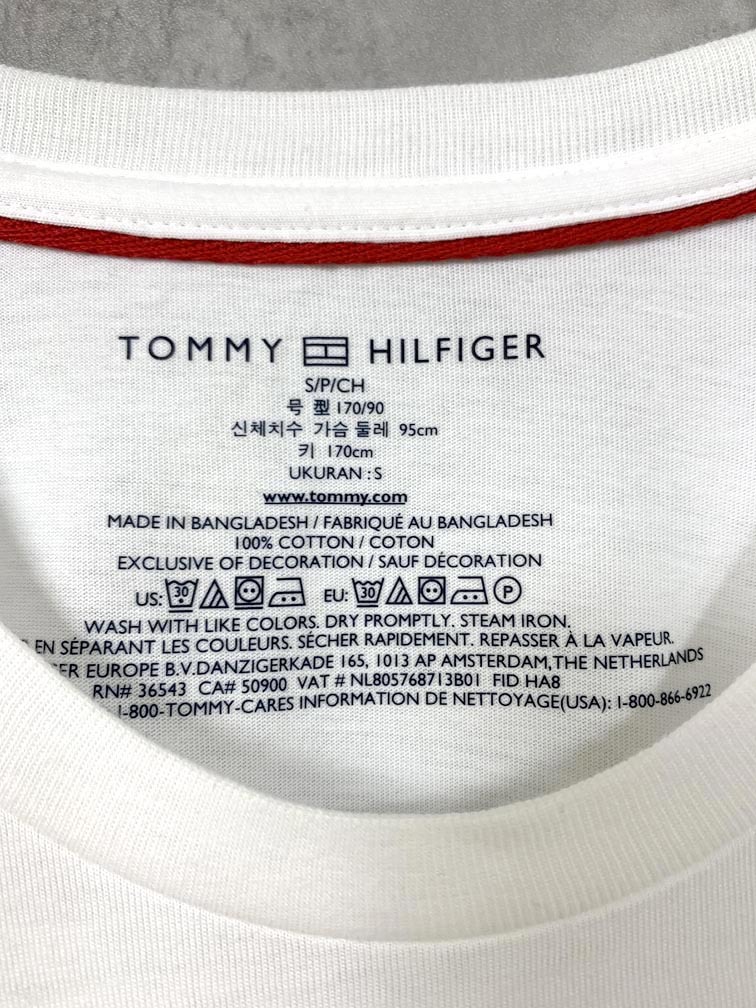 TOMMY HILFIGER
S/P/CH
号 型 170/90
신체치수 가슴 둘레 95cm
키 170cm
UKURAN : S
www.tommy.com
MADE IN BANGLADESH / FABRIQUÉ AU BANGLADESH
100% COTTON / COTON
EXCLUSIVE OF DECORATION / SAUF DÉCORATION
US: 30 EU: 30 P
WASH WITH LIKE COLORS. DRY PROMPTLY. STEAM IRON.
EN SÉPARANT LES COULEURS. SÉCHER RAPIDEMENT. REPASSER À LA VAPEUR.
EUROPE B.V.DANZIGERKADE 165, 1013 AP AMSTERDAM,THE NETHERLANDS
RN# 36543 CA# 50900 VAT # NL805768713B01 FID HA8
1-800-TOMMY-CARES INFORMATION DE NETTOYAGE(USA): 1-800-866-6922